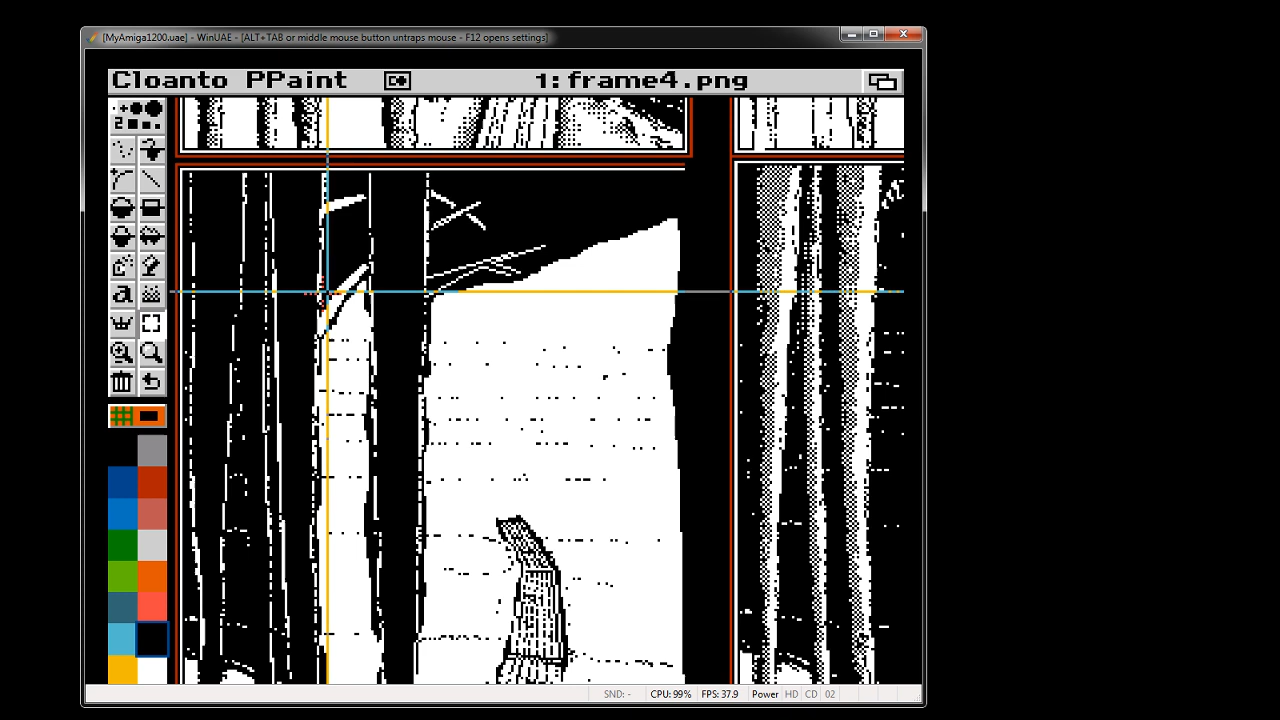 [MyAmiga1200.uae] - WinUAE - [ALT+TAB or middle mouse button untraps mouse - F12 opens settings]
Cloanto PPaint 1:frame4.png
2
a
SND: - CPU: 99% FPS: 37.9 Power HD CD 02